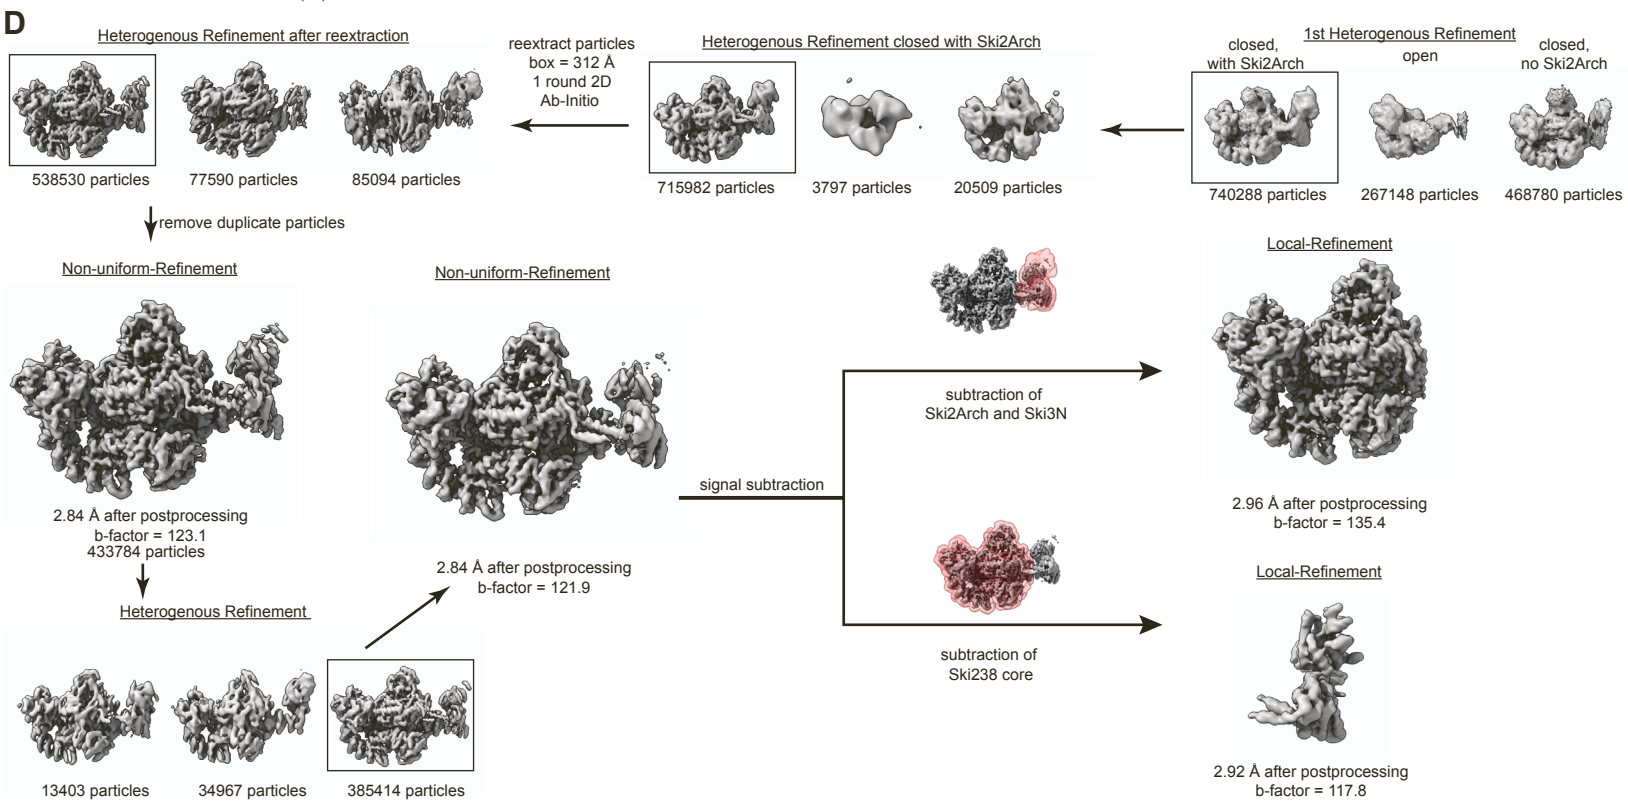 D
Heterogenous Refinement after reextraction
538530 particles
77590 particles
85094 particles
reextract particles
box = 312 Å
1 round 2D
Ab-Initio
Heterogenous Refinement closed with Ski2Arch
715982 particles
3797 particles
20509 particles
1st Heterogenous Refinement
closed,
with Ski2Arch
open
closed,
no Ski2Arch
740288 particles
267148 particles
468780 particles
remove duplicate particles
Non-uniform-Refinement
2.84 Å after postprocessing
b-factor = 123.1
433784 particles
Heterogenous Refinement
13403 particles
34967 particles
385414 particles
Non-uniform-Refinement
2.84 Å after postprocessing
b-factor = 121.9
signal subtraction
subtraction of
Ski2Arch and Ski3N
subtraction of
Ski238 core
Local-Refinement
2.96 Å after postprocessing
b-factor = 135.4
Local-Refinement
2.92 Å after postprocessing
b-factor = 117.8